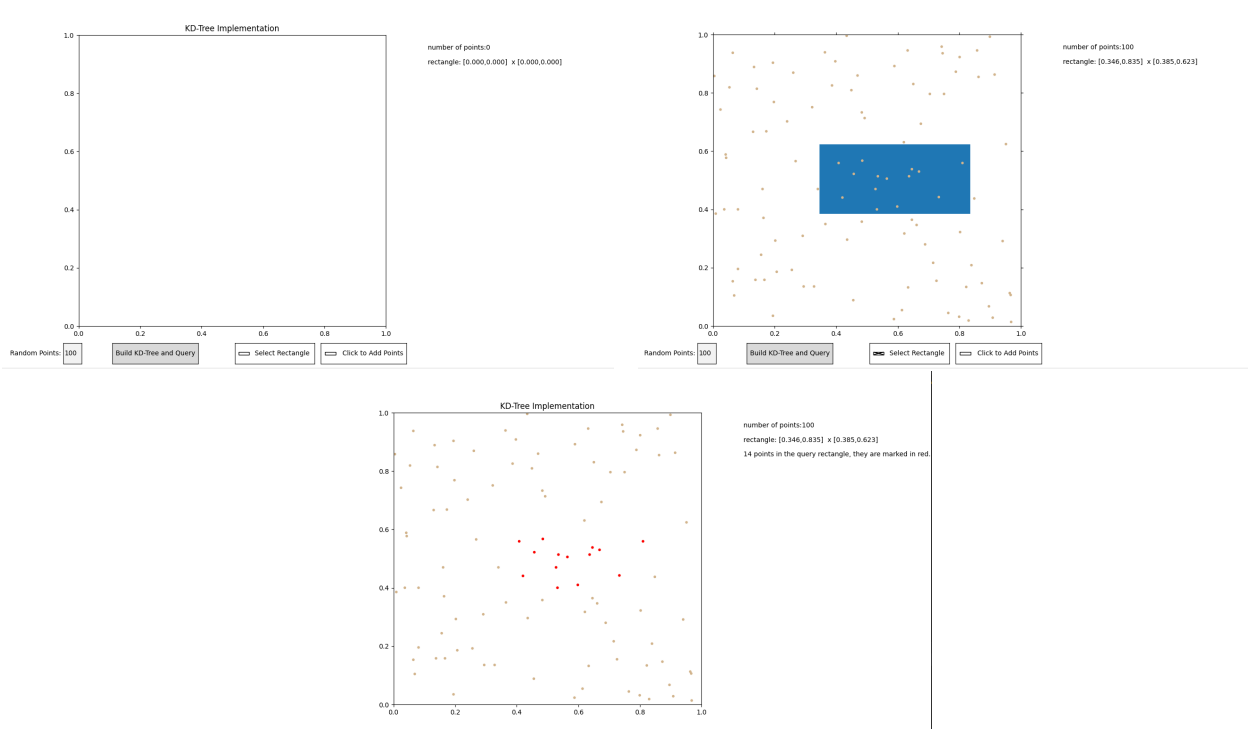 KD-Tree Implementation
number of points:0
rectangle: [0.000,0.000] x [0.000,0.000]
1.0
0.8
0.6
0.4
0.2
0.0
0.0 0.2 0.4 0.6 0.8 1.0
Random Points: 100 Build KD-Tree and Query Select Rectangle Click to Add Points
number of points:100
rectangle: [0.346,0.835] x [0.385,0.623]
1.0
0.8
0.6
0.4
0.2
0.0
0.0 0.2 0.4 0.6 0.8 1.0
Random Points: 100 Build KD-Tree and Query Select Rectangle Click to Add Points
KD-Tree Implementation
number of points:100
rectangle: [0.346,0.835] x [0.385,0.623]
14 points in the query rectangle, they are marked in red.
1.0
0.8
0.6
0.4
0.2
0.0
0.0 0.2 0.4 0.6 0.8 1.0